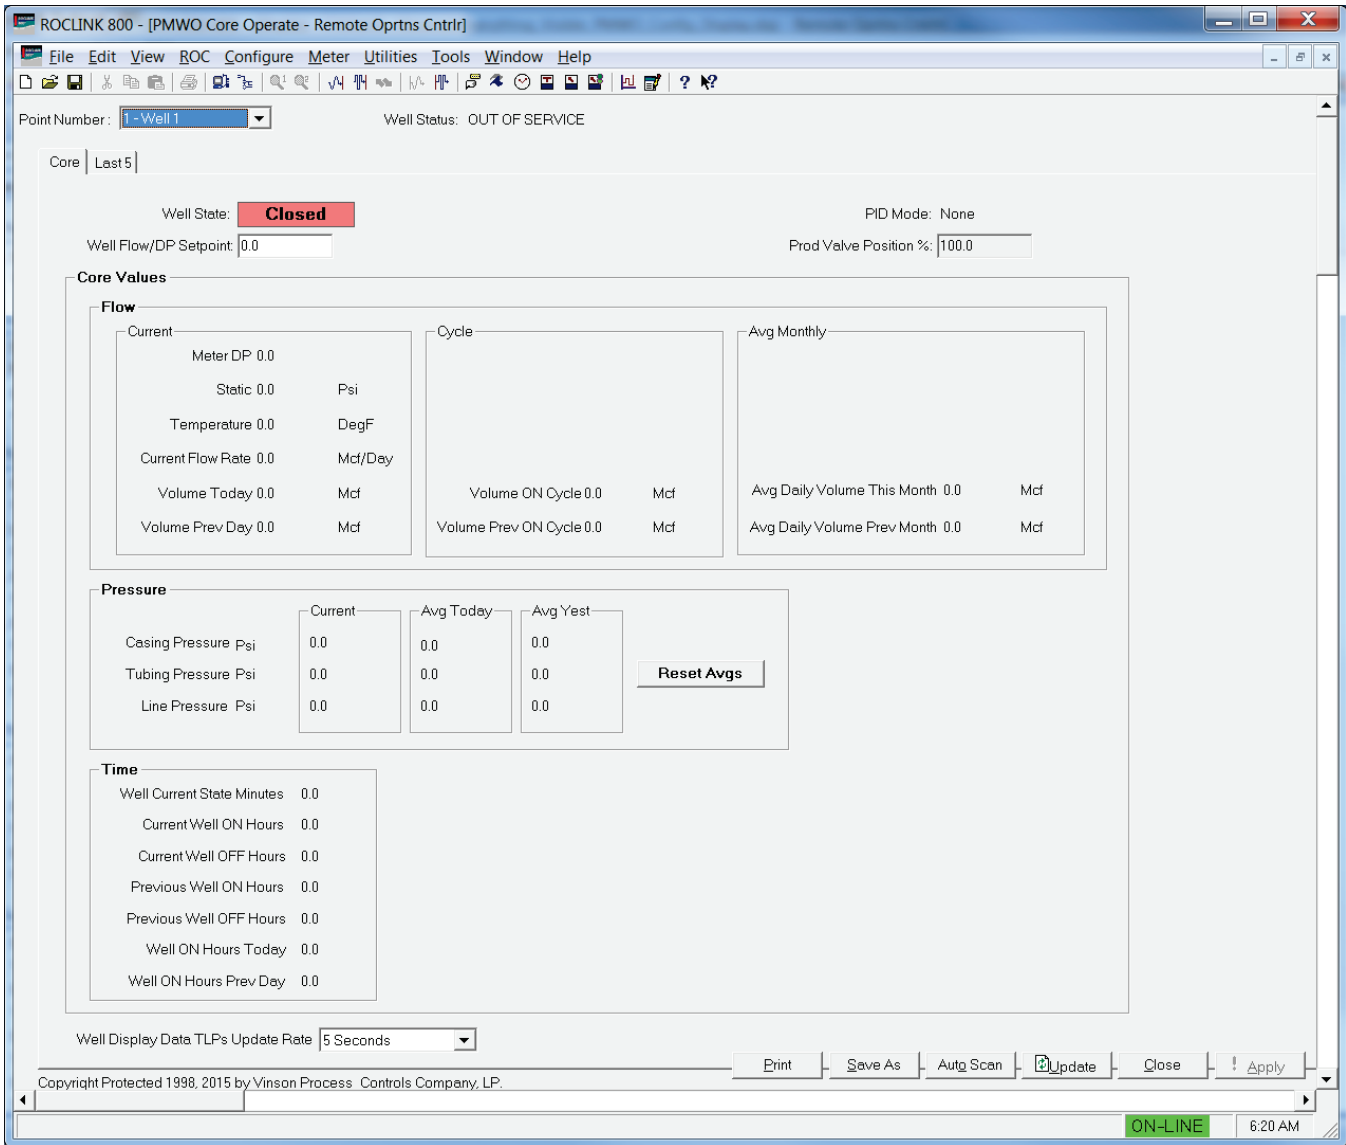 ROCLINK 800 - [PMWO Core Operate - Remote Oprtns Cntrlr]
File Edit View ROC Configure Meter Utilities Tools Window Help
Point Number : 1 - Well 1 Well Status: OUT OF SERVICE
Core Last 5
Well State: Closed PID Mode: None
Well Flow/DP Setpoint: 0.0 Prod Valve Position %: 100.0
Core Values
Flow
Current Cycle Avg Monthly
Meter DP 0.0
Static 0.0 Psi
Temperature 0.0 DegF
Current Flow Rate 0.0 Mcf/Day
Volume Today 0.0 Mcf Volume ON Cycle 0.0 Mcf Avg Daily Volume This Month 0.0 Mcf
Volume Prev Day 0.0 Mcf Volume Prev ON Cycle 0.0 Mcf Avg Daily Volume Prev Month 0.0 Mcf
Pressure
Current Avg Today Avg Yest
Casing Pressure Psi 0.0 0.0 0.0
Tubing Pressure Psi 0.0 0.0 0.0 Reset Avgs
Line Pressure Psi 0.0 0.0 0.0
Time
Well Current State Minutes 0.0
Current Well ON Hours 0.0
Current Well OFF Hours 0.0
Previous Well ON Hours 0.0
Previous Well OFF Hours 0.0
Well ON Hours Today 0.0
Well ON Hours Prev Day 0.0
Well Display Data TLPs Update Rate 5 Seconds
Print Save As Auto Scan Update Close ! Apply
Copyright Protected 1998, 2015 by Vinson Process Controls Company, LP.
ON-LINE 6:20 AM